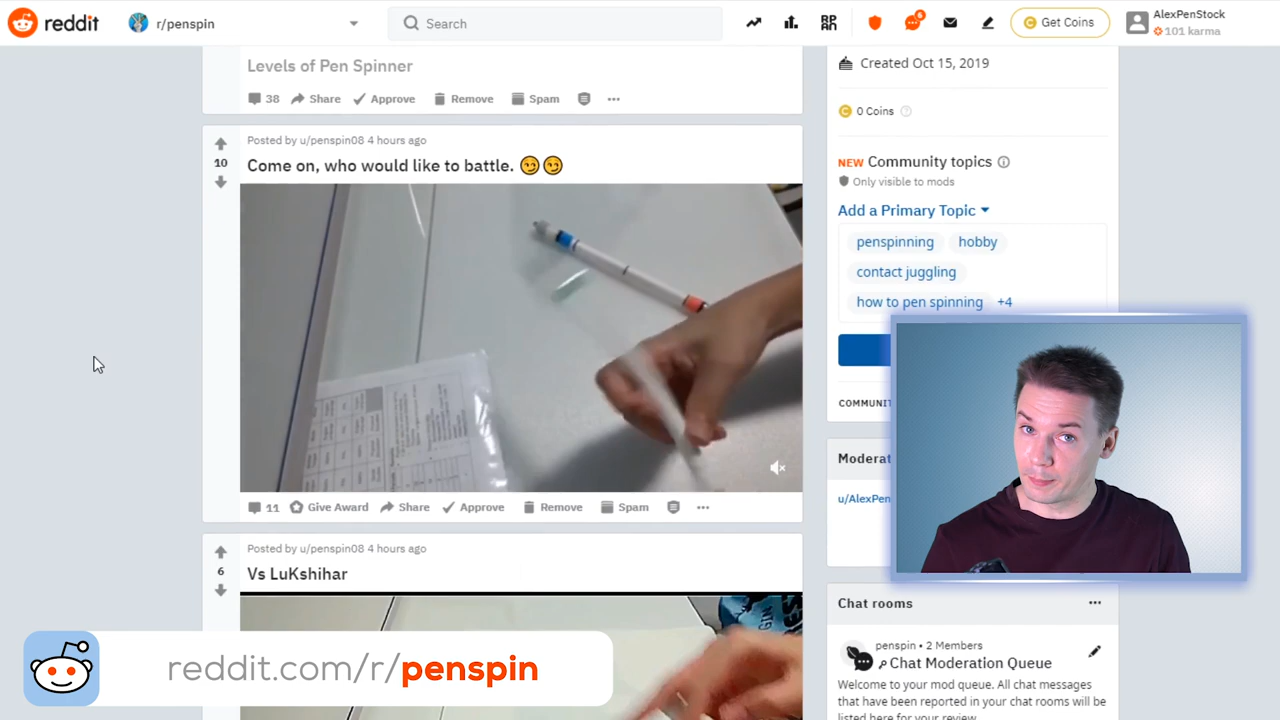 reddit
r/penspin
Search
6
Get Coins
AlexPenStock
101 karma
Levels of Pen Spinner
38 Share Approve Remove Spam
Posted by u/penspin08 4 hours ago
10
Come on, who would like to battle. 😏😏
11 Give Award Share Approve Remove Spam
Posted by u/penspin08 4 hours ago
6
Vs LuKshihar
Created Oct 15, 2019
0 Coins
NEW Community topics
Only visible to mods
Add a Primary Topic
penspinning hobby
contact juggling
how to pen spinning +4
COMMUNIT
Moderat
u/AlexPen
Chat rooms
penspin • 2 Members
Chat Moderation Queue
Welcome to your mod queue. All chat messages
that have been reported in your chat rooms will be
listed here for your review.
reddit.com/r/penspin